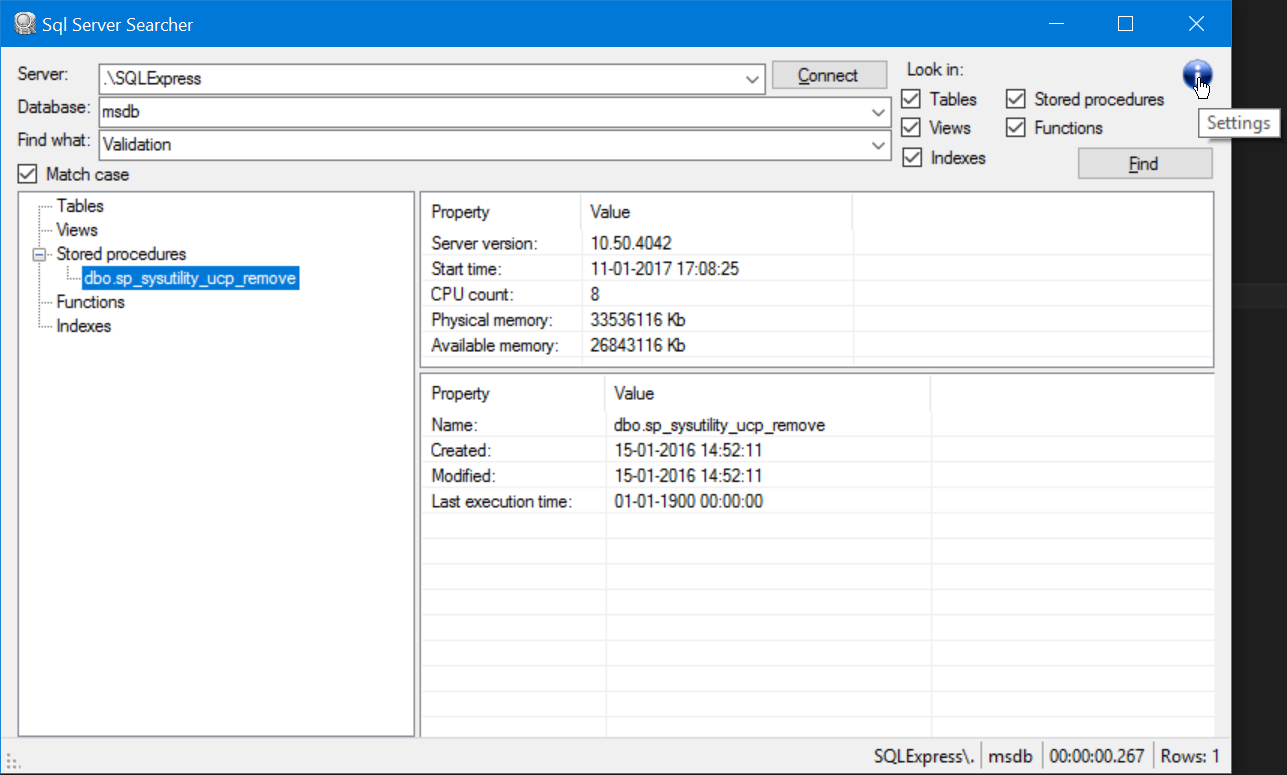 Sql Server Searcher
Server: .\SQLExpress Connect Look in:
Database: msdb Tables Stored procedures
Find what: Validation Views Functions
Match case Indexes Find
Settings
Tables
Views
Stored procedures
dbo.sp_sysutility_ucp_remove
Functions
Indexes
Property Value
Server version: 10.50.4042
Start time: 11-01-2017 17:08:25
CPU count: 8
Physical memory: 33536116 Kb
Available memory: 26843116 Kb
Property Value
Name: dbo.sp_sysutility_ucp_remove
Created: 15-01-2016 14:52:11
Modified: 15-01-2016 14:52:11
Last execution time: 01-01-1900 00:00:00
SQLExpress\. msdb 00:00:00.267 Rows: 1